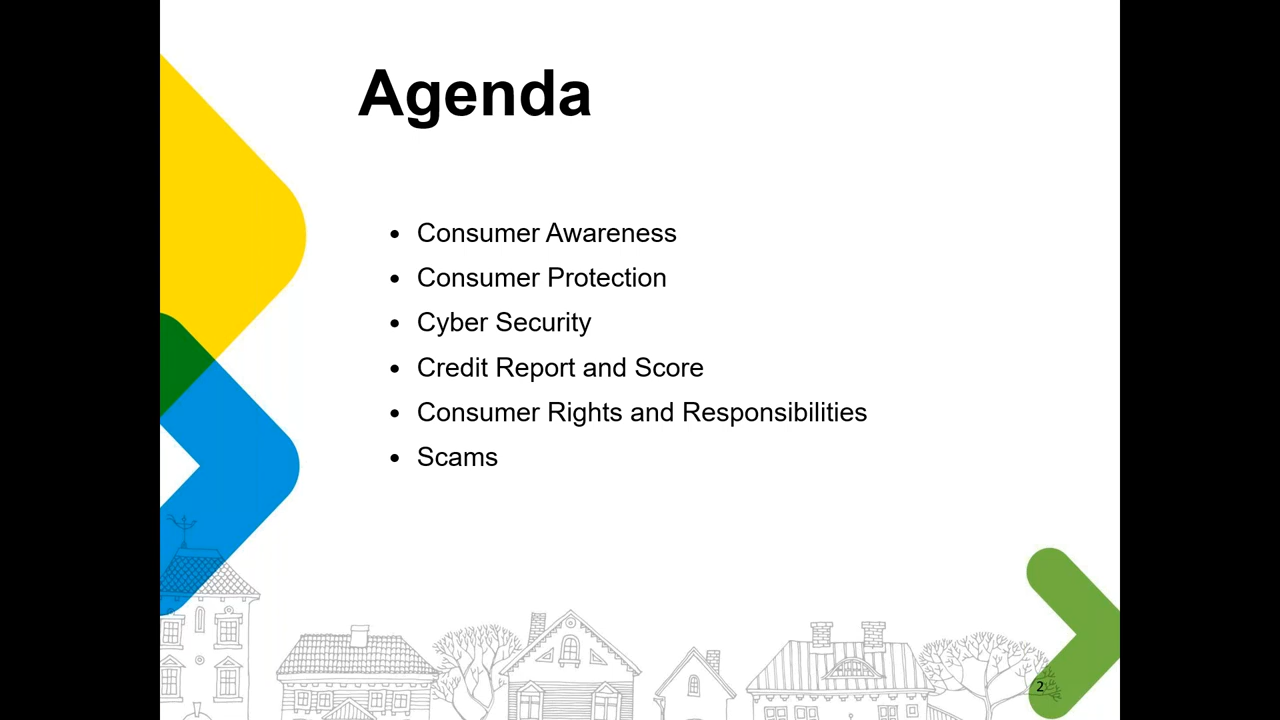 Agenda
• Consumer Awareness
• Consumer Protection
• Cyber Security
• Credit Report and Score
• Consumer Rights and Responsibilities
• Scams
2